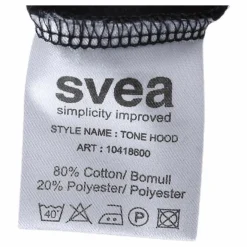 svea
simplicity improved
STYLE NAME : TONE HOOD
ART : 10418600
80% Cotton/ Bomull
20% Polyester/ Polyester
40°
P